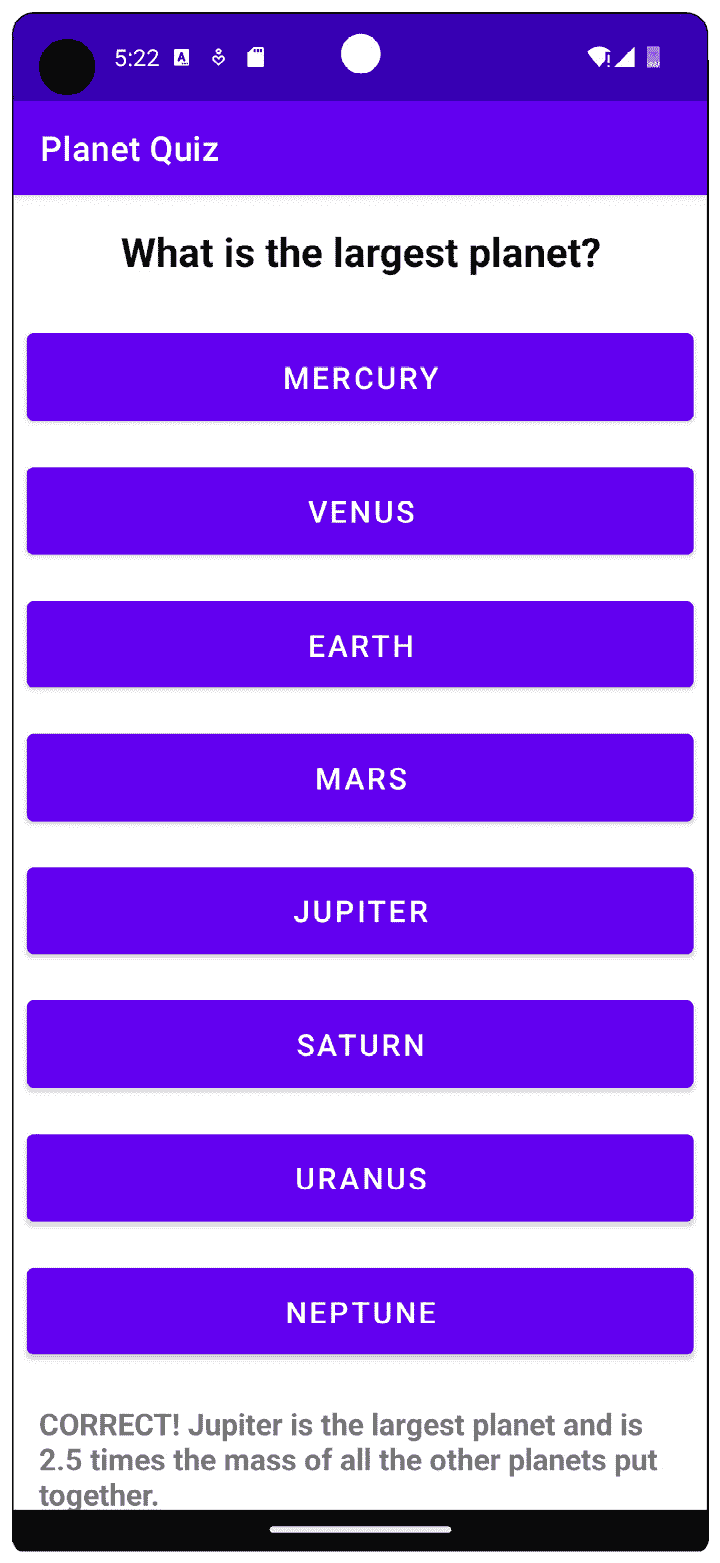 5:22
Planet Quiz
What is the largest planet?
MERCURY
VENUS
EARTH
MARS
JUPITER
SATURN
URANUS
NEPTUNE
CORRECT! Jupiter is the largest planet and is
2.5 times the mass of all the other planets put
together.